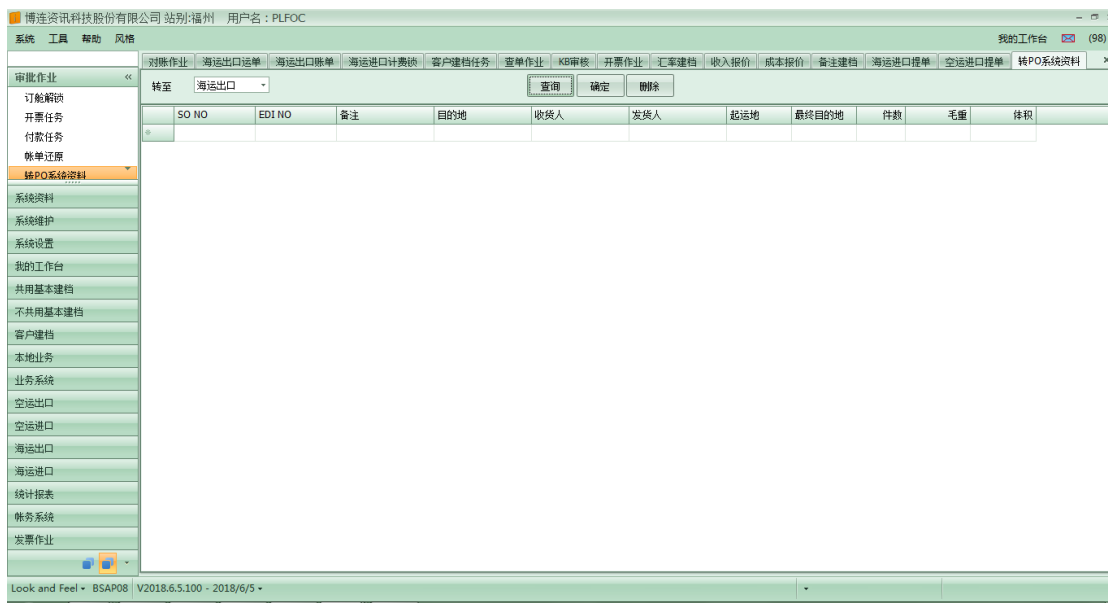 博连资讯科技股份有限公司 站别:福州 用户名：PLFOC
系统 工具 帮助 风格
我的工作台 (98)
对账作业 海运出口运单 海运出口账单 海运进口计费锁 客户建档任务 查单作业 KB审核 开票作业 汇率建档 收入报价 成本报价 备注建档 海运进口提单 空运进口提单 转PO系统资料
审批作业
转至 海运出口 查询 确定 删除
订舱解锁
开票任务
付款任务
帐单还原
转PO系统资料
SO NO EDI NO 备注 目的地 收货人 发货人 起运地 最终目的地 件数 毛重 体积
系统资料
系统维护
系统设置
我的工作台
共用基本建档
不共用基本建档
客户建档
本地业务
业务系统
空运出口
空运进口
海运出口
海运进口
统计报表
帐务系统
发票作业
Look and Feel BSAP08 V2018.6.5.100 - 2018/6/5